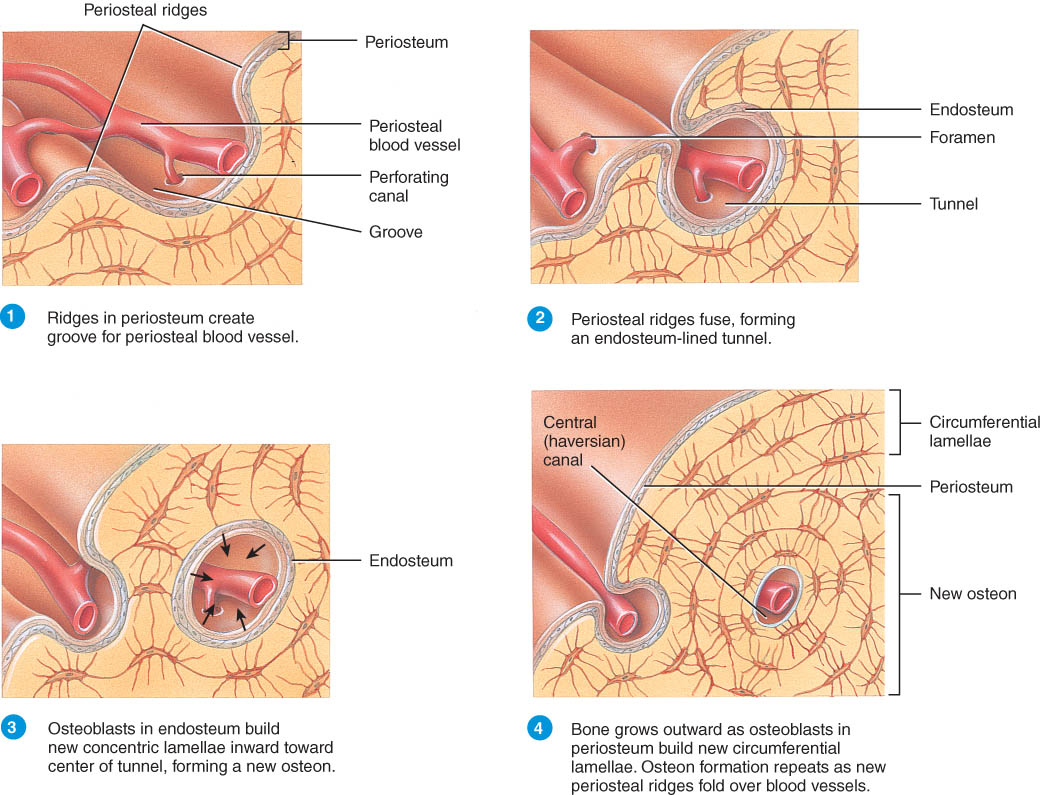 Periosteal ridges
Periosteum
Periosteal
blood vessel
Perforating
canal
Groove
1 Ridges in periosteum create
groove for periosteal blood vessel.
Endosteum
Foramen
Tunnel
2 Periosteal ridges fuse, forming
an endosteum-lined tunnel.
Endosteum
3 Osteoblasts in endosteum build
new concentric lamellae inward toward
center of tunnel, forming a new osteon.
Central
(haversian)
canal
Circumferential
lamellae
Periosteum
New osteon
4 Bone grows outward as osteoblasts in
periosteum build new circumferential
lamellae. Osteon formation repeats as new
periosteal ridges fold over blood vessels.